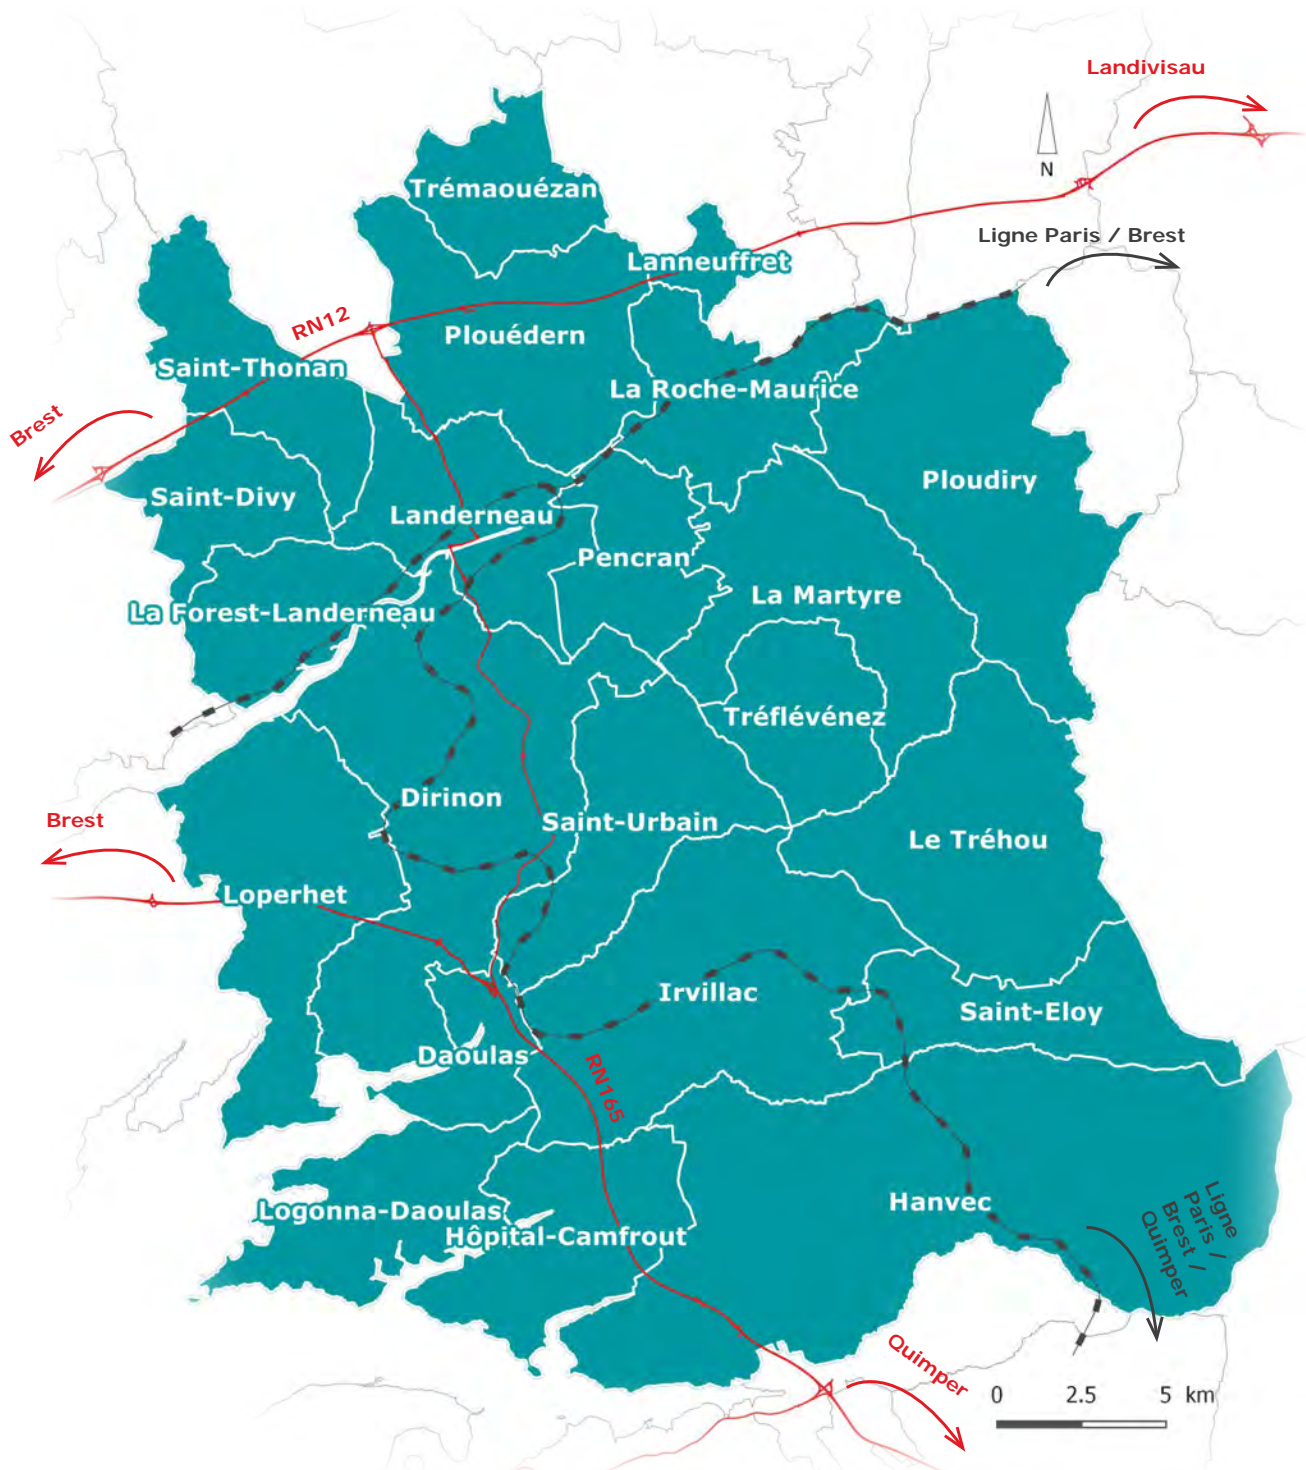 Landivisau
N
Trémaouézan
Ligne Paris / Brest
Lanneuffret
RN12
Plouédern
Saint-Thonan
La Roche-Maurice
Brest
Ploudiry
Saint-Divy
Landerneau
Pencran
La Martyre
La Forest-Landerneau
Tréflévénez
Dirinon
Brest
Saint-Urbain
Le Tréhou
Loperhet
Irvillac
Saint-Eloy
Daoulas
RN165
Hanvec
Ligne
Paris /
Brest /
Quimper
Logonna-Daoulas
Hôpital-Camfrout
Quimper
0 2.5 5 km